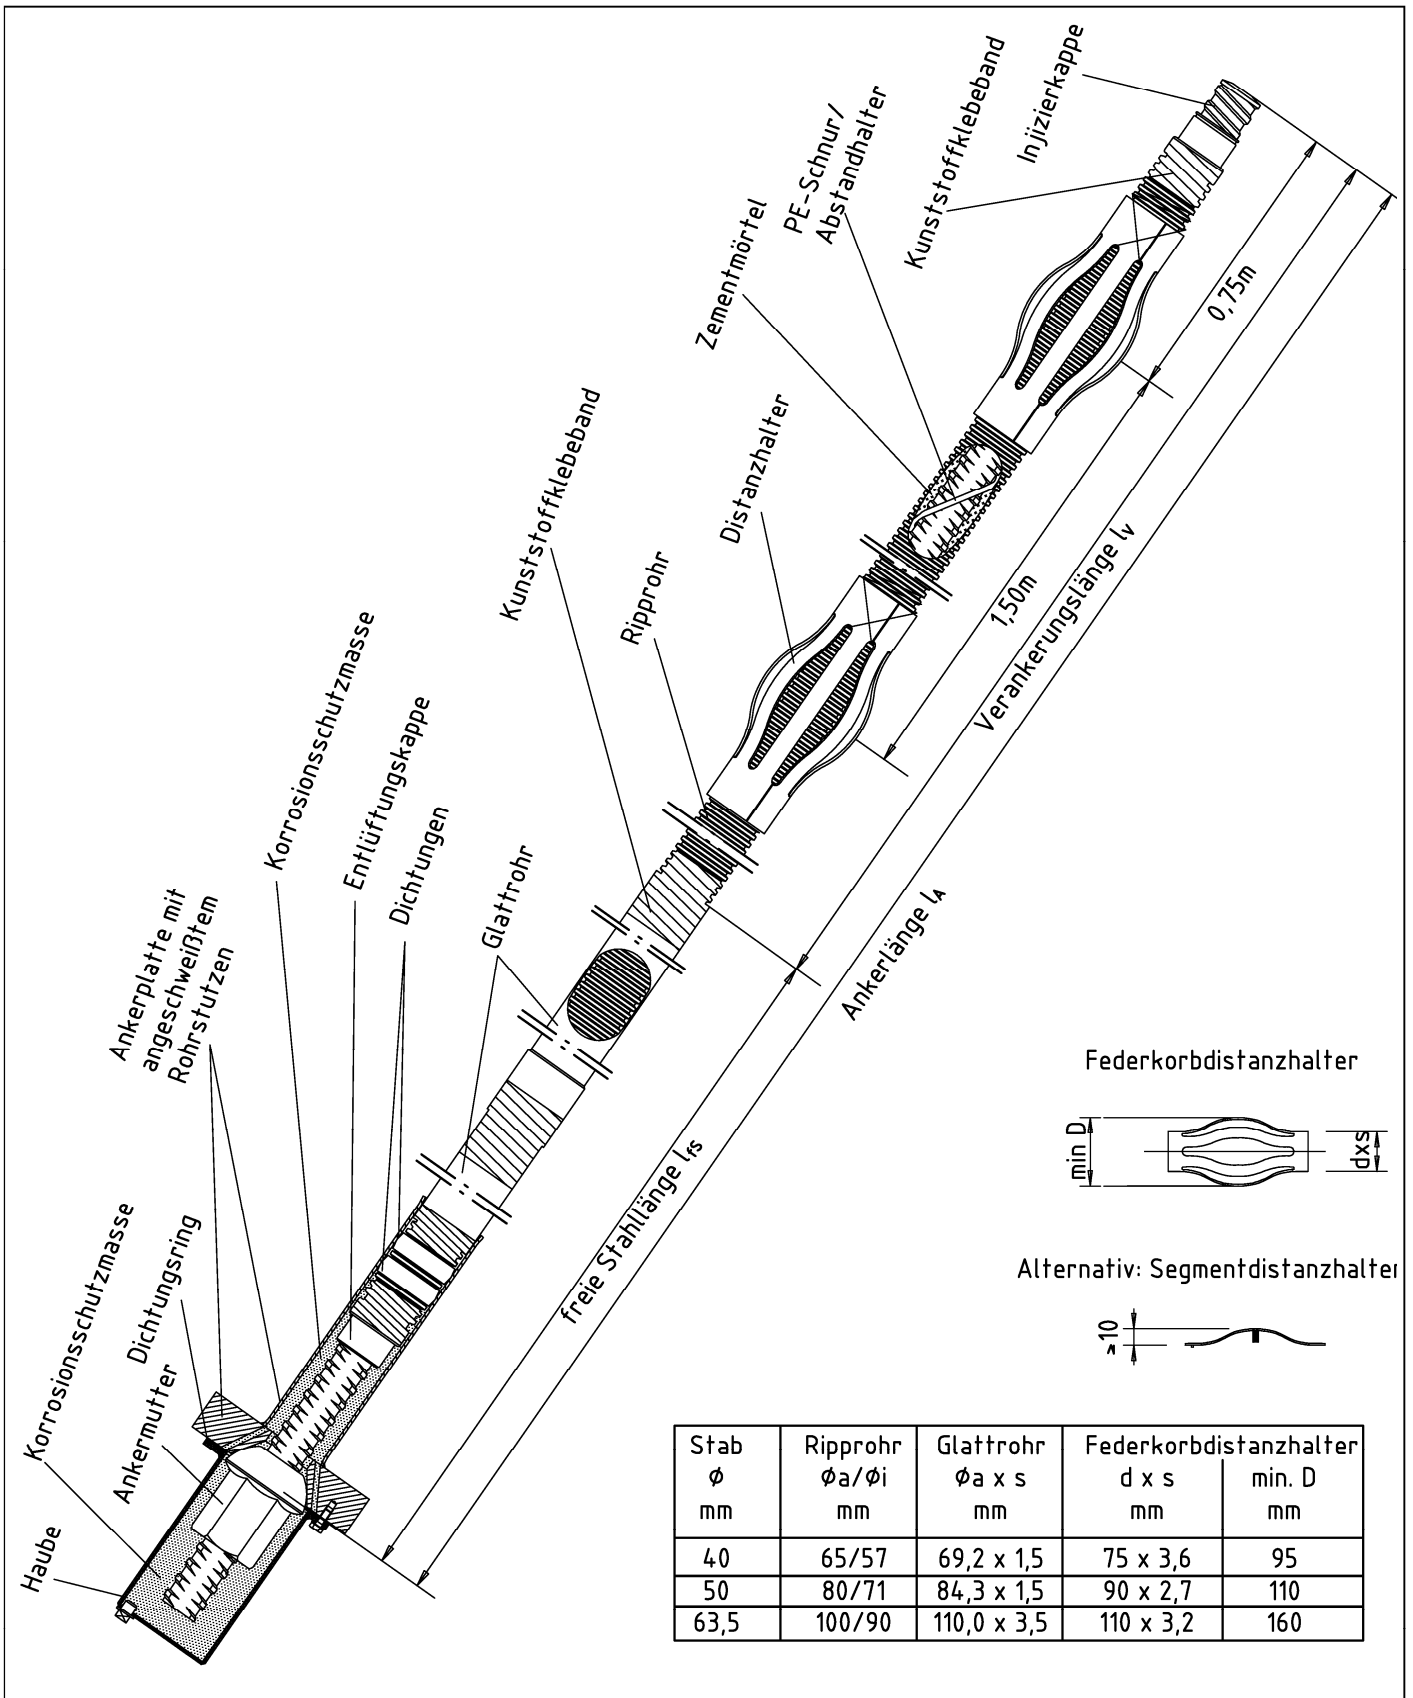 Injizierkappe
Kunststoffklebeband
PE-Schnur/
Abstandhalter
Zementmörtel
Distanzhalter
Kunststoffklebeband
Ripprohr
Korrosionsschutzmasse
Entlüftungskappe
Dichtungen
Glattrohr
Ankerplatte mit
angeschweißtem
Rohrstutzen
Dichtungsring
Korrosionsschutzmasse
Ankermutter
Haube
0,75m
1,50m
Verankerungslänge lV
Ankerlänge lA
freie Stahllänge lfS
Federkorbdistanzhalter
min D
dxs
Alternativ: Segmentdistanzhalter
≥10
Stab Ripprohr Glattrohr Federkorbdistanzhalter
Φ Φa/Φi Φa x s d x s min. D
mm mm mm mm mm
40 65/57 69,2 x 1,5 75 x 3,6 95
50 80/71 84,3 x 1,5 90 x 2,7 110
63,5 100/90 110,0 x 3,5 110 x 3,2 160